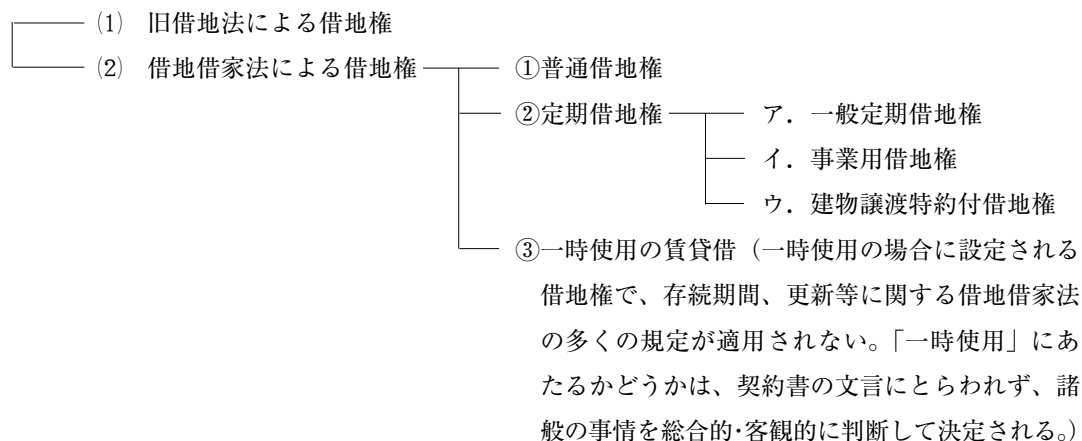 ⑴ 旧借地法による借地権
⑵ 借地借家法による借地権
①普通借地権
②定期借地権
ア．一般定期借地権
イ．事業用借地権
ウ．建物譲渡特約付借地権
③一時使用の賃貸借（一時使用の場合に設定される
借地権で、存続期間、更新等に関する借地借家法
の多くの規定が適用されない。「一時使用」にあ
たるかどうかは、契約書の文言にとらわれず、諸
般の事情を総合的・客観的に判断して決定される。）